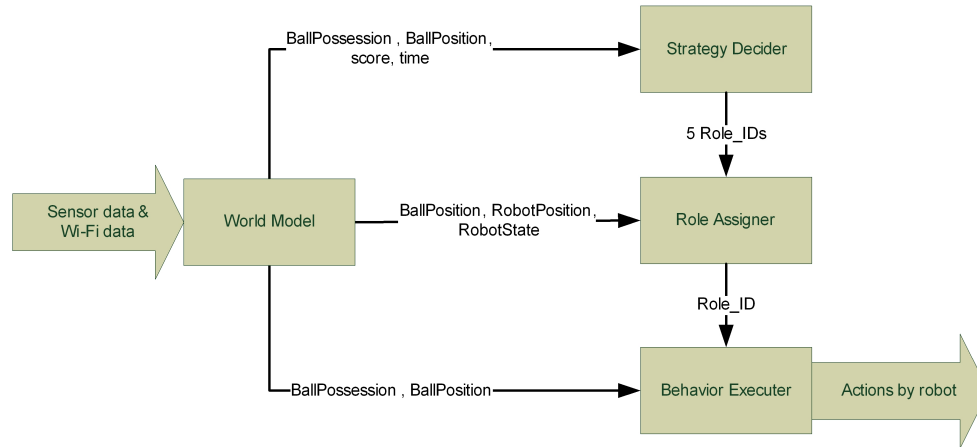 BallPossession , BallPosition,
score, time
Strategy Decider
5 Role_IDs
Sensor data &
Wi-Fi data
World Model
BallPosition, RobotPosition,
RobotState
Role Assigner
Role_ID
BallPossession , BallPosition
Behavior Executer
Actions by robot